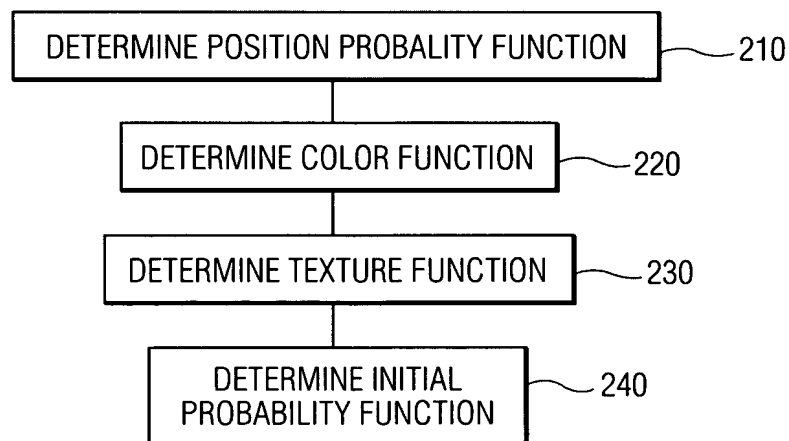 DETERMINE POSITION PROBALITY FUNCTION
210
DETERMINE COLOR FUNCTION
220
DETERMINE TEXTURE FUNCTION
230
DETERMINE INITIAL
PROBABILITY FUNCTION
240